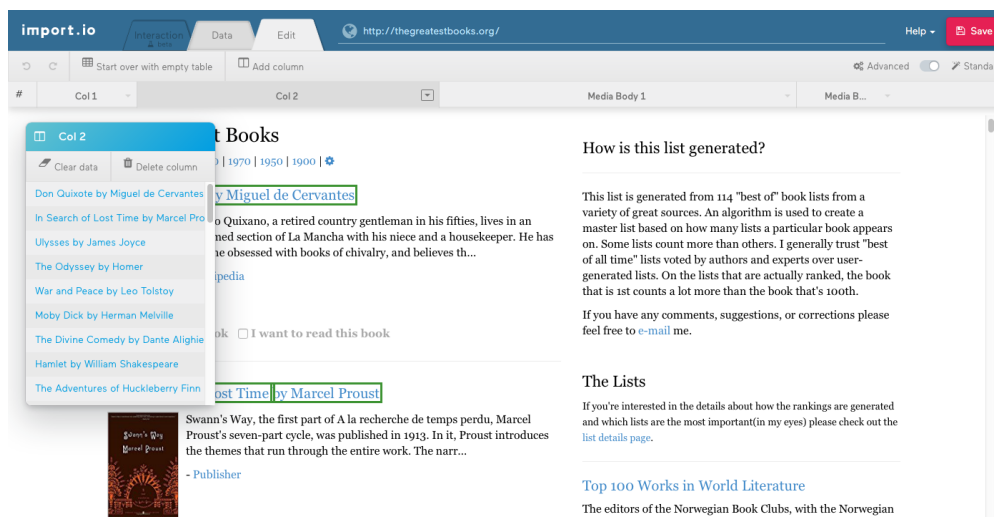 import.io
Interaction
Data
Edit
http://thegreatestbooks.org/
Help
Save
Start over with empty table
Add column
Advanced
Standa
#
Col 1
Col 2
Media Body 1
Media B...
Col 2
Clear data
Delete column
Don Quixote by Miguel de Cervantes
In Search of Lost Time by Marcel Pro
Ulysses by James Joyce
The Odyssey by Homer
War and Peace by Leo Tolstoy
Moby Dick by Herman Melville
The Divine Comedy by Dante Alighie
Hamlet by William Shakespeare
The Adventures of Huckleberry Finn
t Books
| 1970 | 1950 | 1900 |
y Miguel de Cervantes
o Quixano, a retired country gentleman in his fifties, lives in an
med section of La Mancha with his niece and a housekeeper. He has
ne obsessed with books of chivalry, and believes th...
ipedia
ok I want to read this book
ost Time by Marcel Proust
Swann's Way
Marcel Proust
Swann's Way, the first part of A la recherche de temps perdu, Marcel
Proust's seven-part cycle, was published in 1913. In it, Proust introduces
the themes that run through the entire work. The narr...
- Publisher
How is this list generated?
This list is generated from 114 "best of" book lists from a
variety of great sources. An algorithm is used to create a
master list based on how many lists a particular book appears
on. Some lists count more than others. I generally trust "best
of all time" lists voted by authors and experts over user-
generated lists. On the lists that are actually ranked, the book
that is 1st counts a lot more than the book that's 100th.
If you have any comments, suggestions, or corrections please
feel free to e-mail me.
The Lists
If you're interested in the details about how the rankings are generated
and which lists are the most important(in my eyes) please check out the
list details page.
Top 100 Works in World Literature
The editors of the Norwegian Book Clubs, with the Norwegian